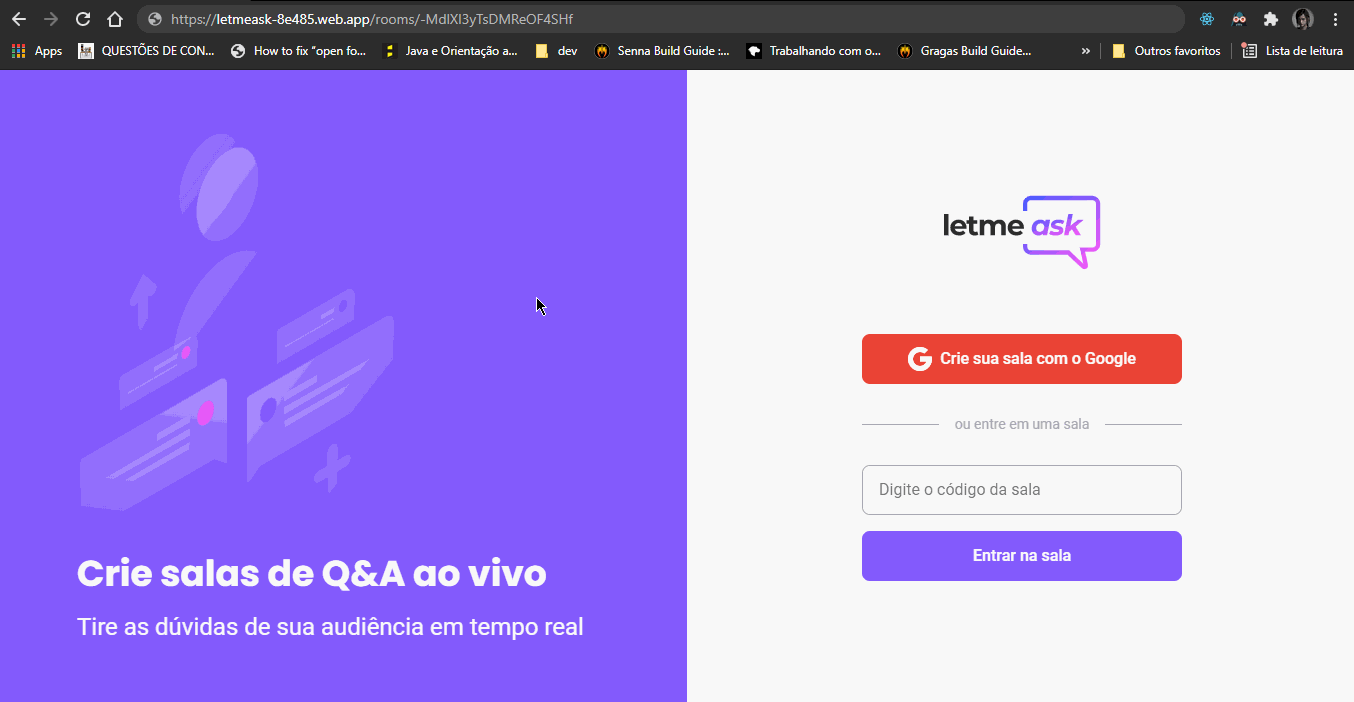 https://letmeask-8e485.web.app/rooms/-MdlXI3yTsDMReOF4SHf
Apps QUESTÕES DE CON... How to fix "open fo... Java e Orientação a... dev Senna Build Guide :... Trabalhando com o... Gragas Build Guide... » Outros favoritos Lista de leitura
letmeask
Crie sua sala com o Google
ou entre em uma sala
Digite o código da sala
Entrar na sala
Crie salas de Q&A ao vivo
Tire as dúvidas de sua audiência em tempo real